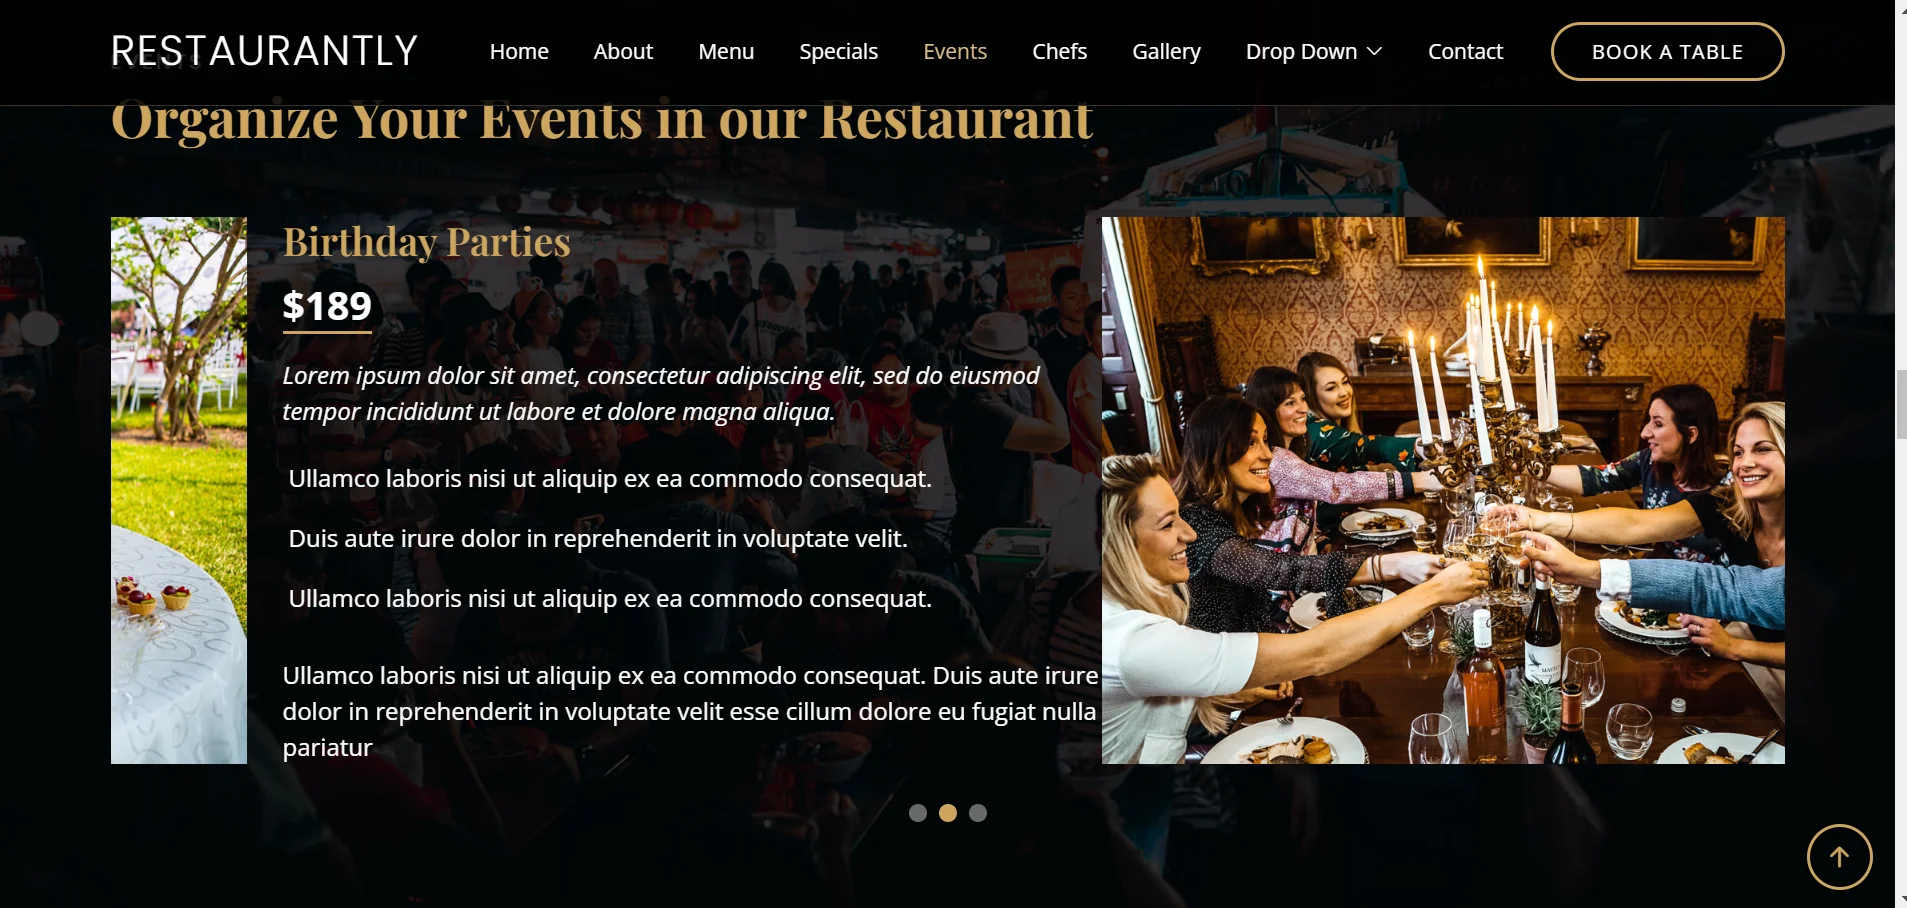 RESTAURANTLY
Home About Menu Specials Events Chefs Gallery Drop Down Contact BOOK A TABLE
EVENTS
Organize Your Events in our Restaurant
Birthday Parties
$189
Lorem ipsum dolor sit amet, consectetur adipiscing elit, sed do eiusmod
tempor incididunt ut labore et dolore magna aliqua.
Ullamco laboris nisi ut aliquip ex ea commodo consequat.
Duis aute irure dolor in reprehenderit in voluptate velit.
Ullamco laboris nisi ut aliquip ex ea commodo consequat.
Ullamco laboris nisi ut aliquip ex ea commodo consequat. Duis aute irure
dolor in reprehenderit in voluptate velit esse cillum dolore eu fugiat nulla
pariatur